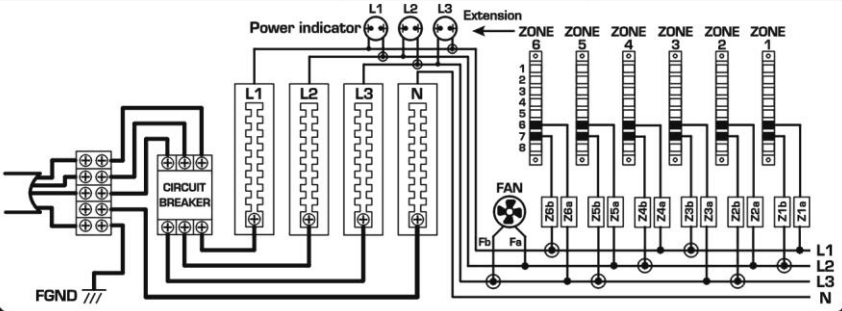 L1 L2 L3
Power indicator
Extension
ZONE 6
ZONE 5
ZONE 4
ZONE 3
ZONE 2
ZONE 1
L1
L2
L3
N
1
2
3
4
5
6
7
8
CIRCUIT
BREAKER
FAN
Fb
Fa
Z6b
Z6a
Z5b
Z5a
Z4b
Z4a
Z3b
Z3a
Z2b
Z2a
Z1b
Z1a
L1
L2
L3
N
FGND